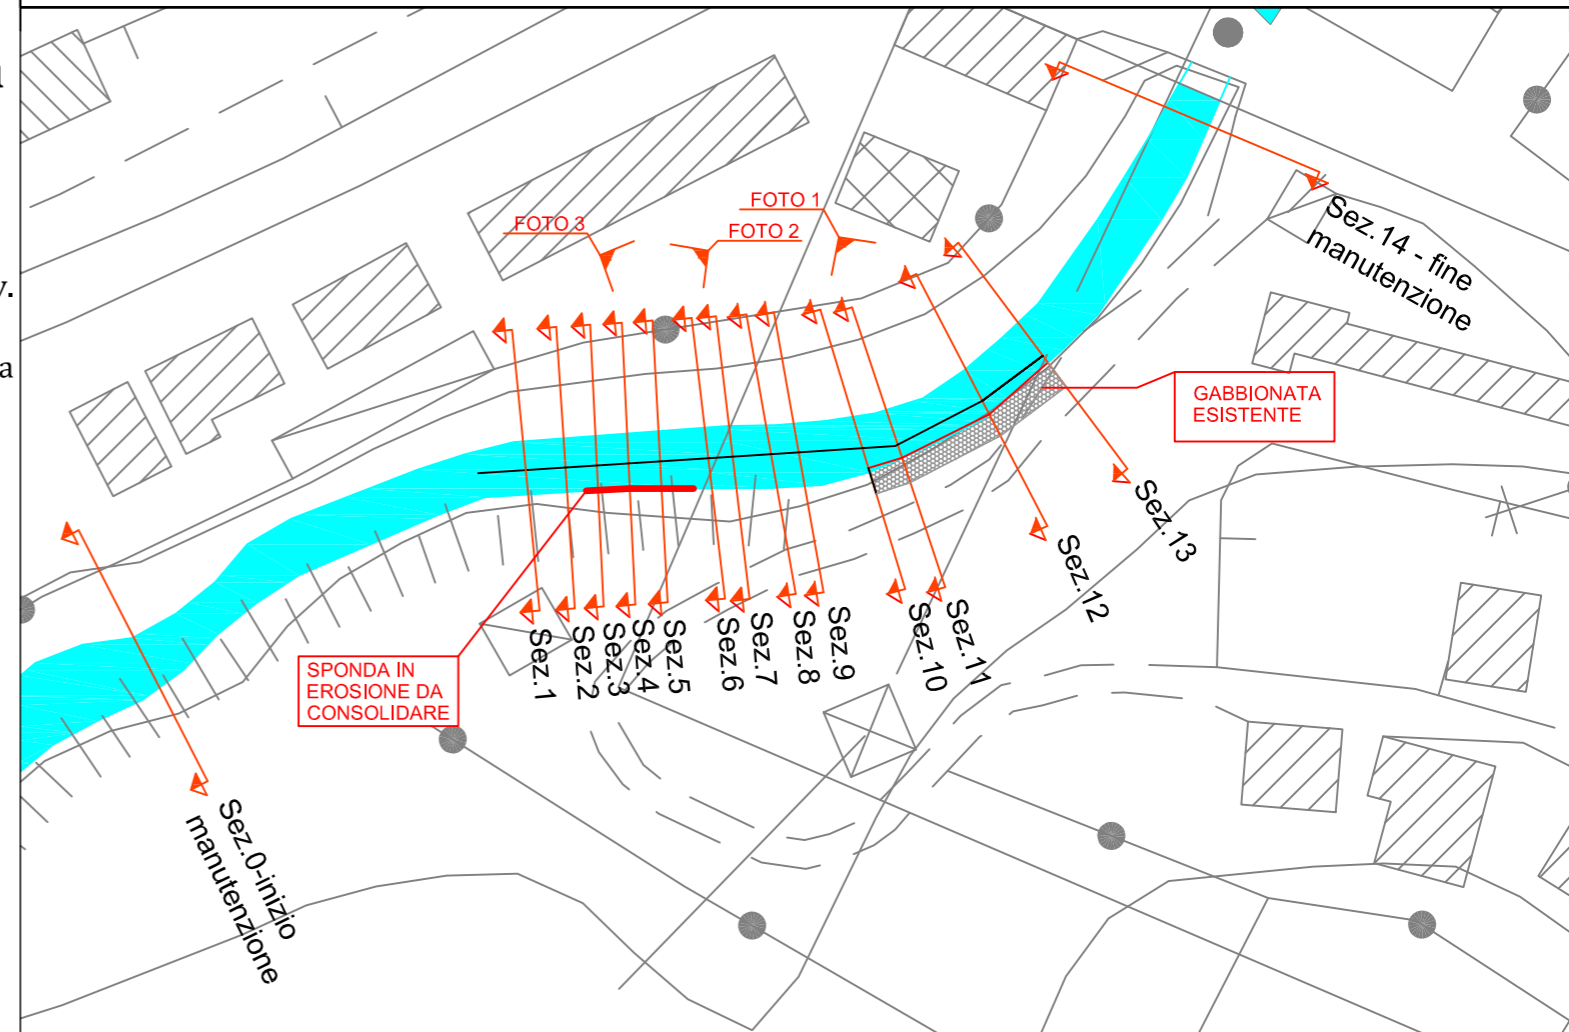 FOTO 1
FOTO 3
FOTO 2
Sez.14 - fine
manutenzione
GABBIONATA
ESISTENTE
Sez.13
Sez.12
Sez.11
Sez.10
Sez.9
Sez.8
Sez.7
Sez.6
Sez.5
Sez.4
Sez.3
Sez.2
Sez.1
SPONDA IN
EROSIONE DA
CONSOLIDARE
Sez.0-inizio
manutenzione